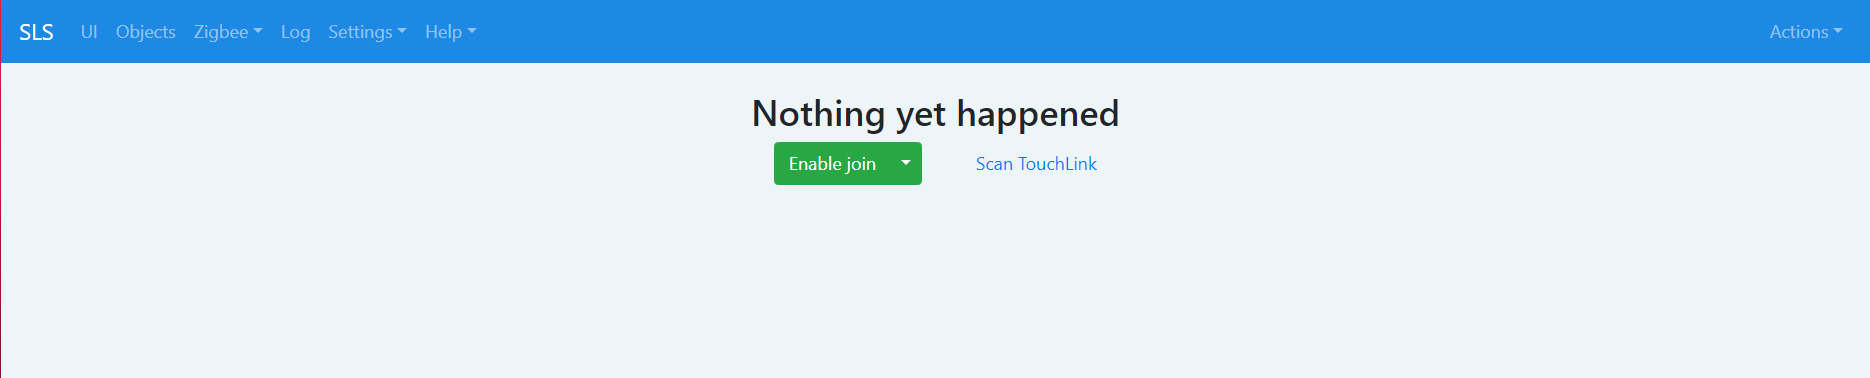 SLS UI Objects Zigbee Log Settings Help Actions
Nothing yet happened
Enable join Scan TouchLink